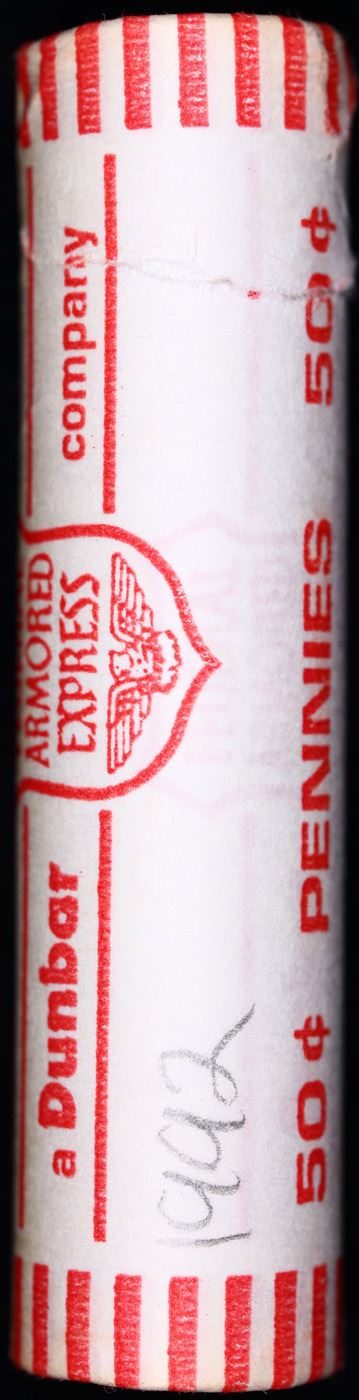 ARMORED
EXPRESS
a Dunbar company
1992
50¢ PENNIES 50¢